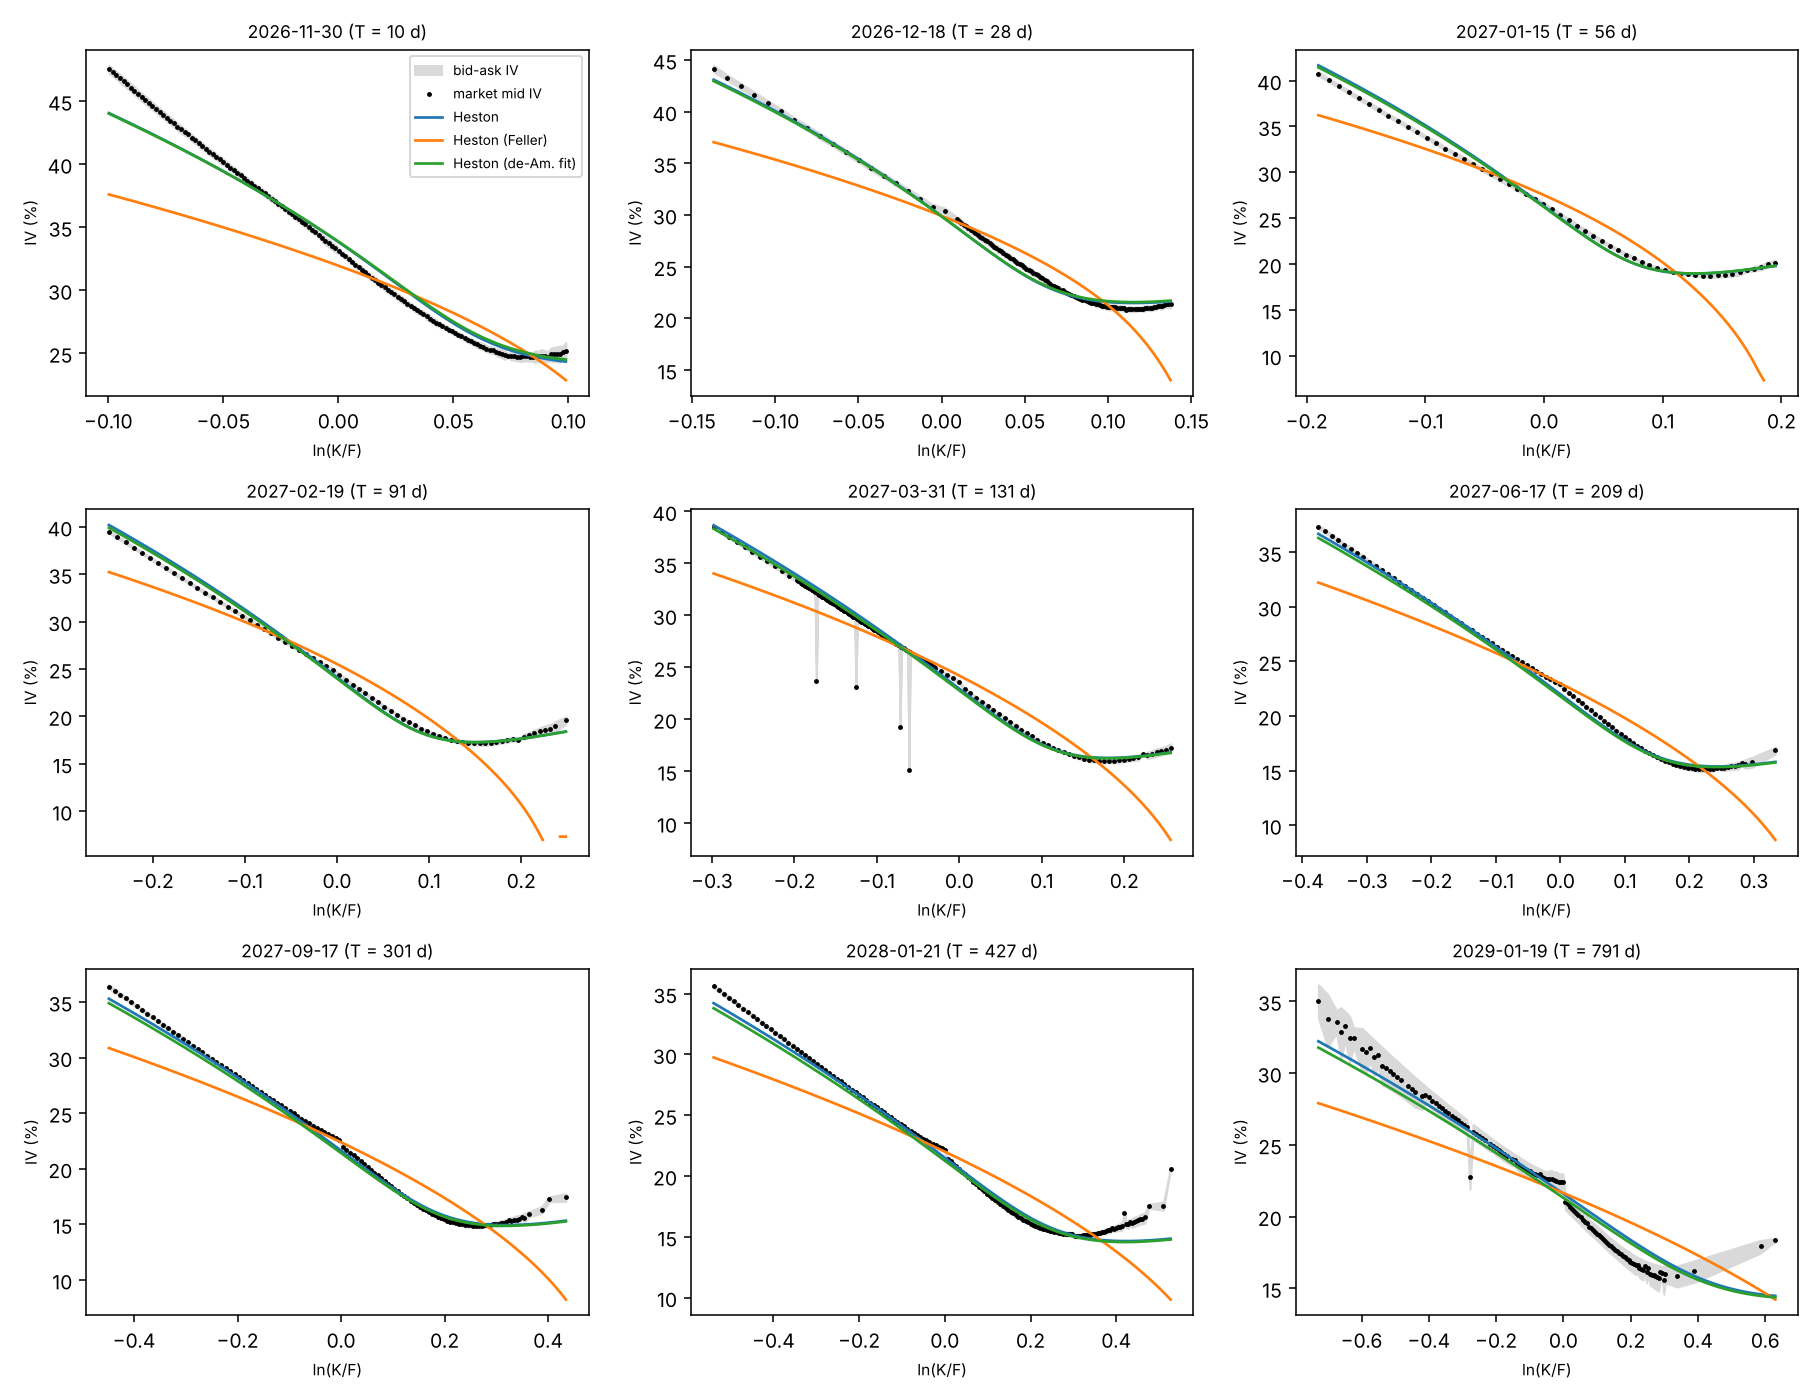 2026-11-30 (T = 10 d)
45
40
35
30
25
IV (%)
−0.10 −0.05 0.00 0.05 0.10
ln(K/F)
bid-ask IV
market mid IV
Heston
Heston (Feller)
Heston (de-Am. fit)
2026-12-18 (T = 28 d)
45
40
35
30
25
20
15
IV (%)
−0.15 −0.10 −0.05 0.00 0.05 0.10 0.15
ln(K/F)
2027-01-15 (T = 56 d)
40
35
30
25
20
15
10
IV (%)
−0.2 −0.1 0.0 0.1 0.2
ln(K/F)
2027-02-19 (T = 91 d)
40
35
30
25
20
15
10
IV (%)
−0.2 −0.1 0.0 0.1 0.2
ln(K/F)
2027-03-31 (T = 131 d)
40
35
30
25
20
15
10
IV (%)
−0.3 −0.2 −0.1 0.0 0.1 0.2
ln(K/F)
2027-06-17 (T = 209 d)
35
30
25
20
15
10
IV (%)
−0.4 −0.3 −0.2 −0.1 0.0 0.1 0.2 0.3
ln(K/F)
2027-09-17 (T = 301 d)
35
30
25
20
15
10
IV (%)
−0.4 −0.2 0.0 0.2 0.4
ln(K/F)
2028-01-21 (T = 427 d)
35
30
25
20
15
10
IV (%)
−0.4 −0.2 0.0 0.2 0.4
ln(K/F)
2029-01-19 (T = 791 d)
35
30
25
20
15
IV (%)
−0.6 −0.4 −0.2 0.0 0.2 0.4 0.6
ln(K/F)